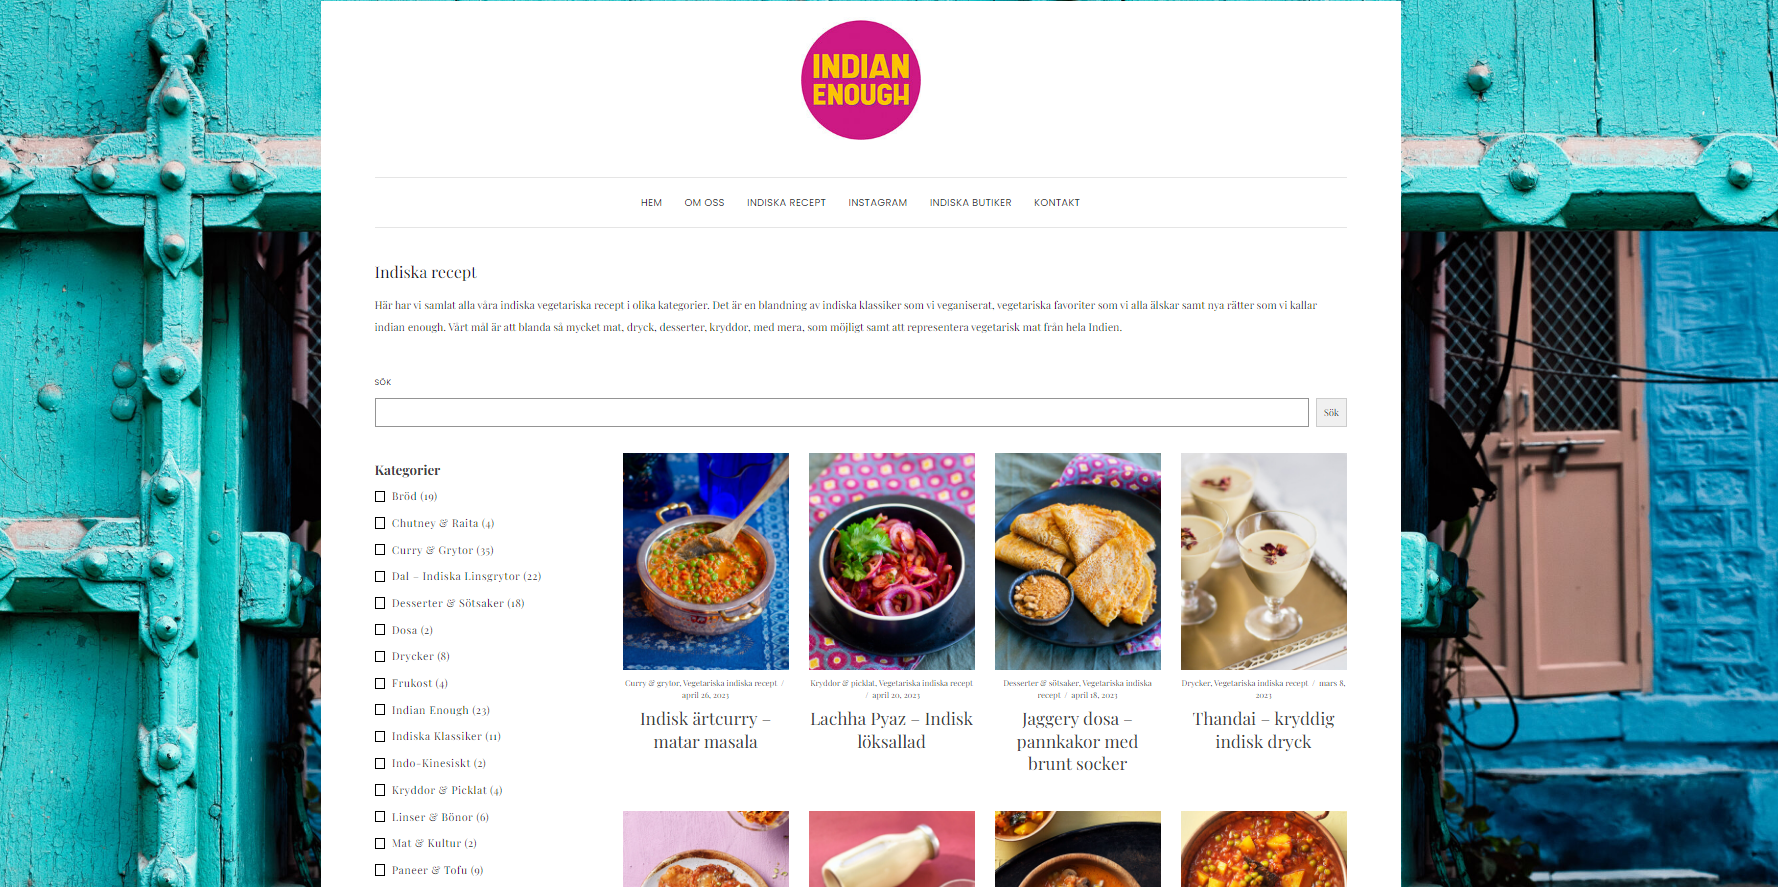 INDIAN
ENOUGH
HEM
OM OSS
INDISKA RECEPT
INSTAGRAM
INDISKA BUTIKER
KONTAKT
Indiska recept
Här har vi samlat alla våra indiska vegetariska recept i olika kategorier. Det är en blandning av indiska klassiker som vi veganiserat, vegetariska favoriter som vi alla älskar samt nya rätter som vi kallar
indian enough. Vårt mål är att blanda så mycket mat, dryck, desserter, kryddor, med mera, som möjligt samt att representera vegetarisk mat från hela Indien.
SÖK
Sök
Kategorier
Bröd (19)
Chutney & Raita (4)
Curry & Grytor (35)
Dal – Indiska Linsgrytor (22)
Desserter & Sötsaker (18)
Dosa (2)
Drycker (8)
Frukost (4)
Indian Enough (23)
Indiska Klassiker (11)
Indo-Kinesiskt (2)
Kryddor & Picklat (4)
Linser & Bönor (6)
Mat & Kultur (2)
Paneer & Tofu (9)
Curry & grytor, Vegetariska indiska recept /
april 26, 2023
Indisk ärtcurry –
matar masala
Kryddor & picklat, Vegetariska indiska recept
/ april 20, 2023
Lachha Pyaz – Indisk
löksallad
Desserter & sötsaker, Vegetariska indiska
recept / april 18, 2023
Jaggery dosa –
pannkakor med
brunt socker
Drycker, Vegetariska indiska recept / mars 8,
2023
Thandai – kryddig
indisk dryck